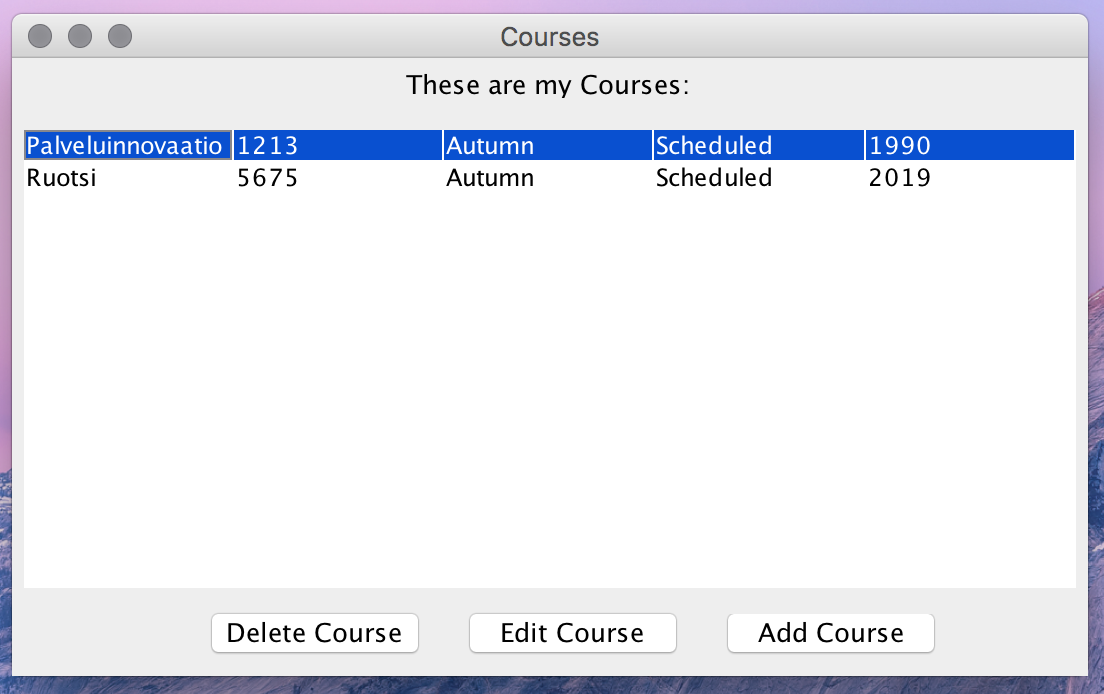 Courses
These are my Courses:
Palveluinnovaatio 1213 Autumn Scheduled 1990
Ruotsi 5675 Autumn Scheduled 2019
Delete Course Edit Course Add Course